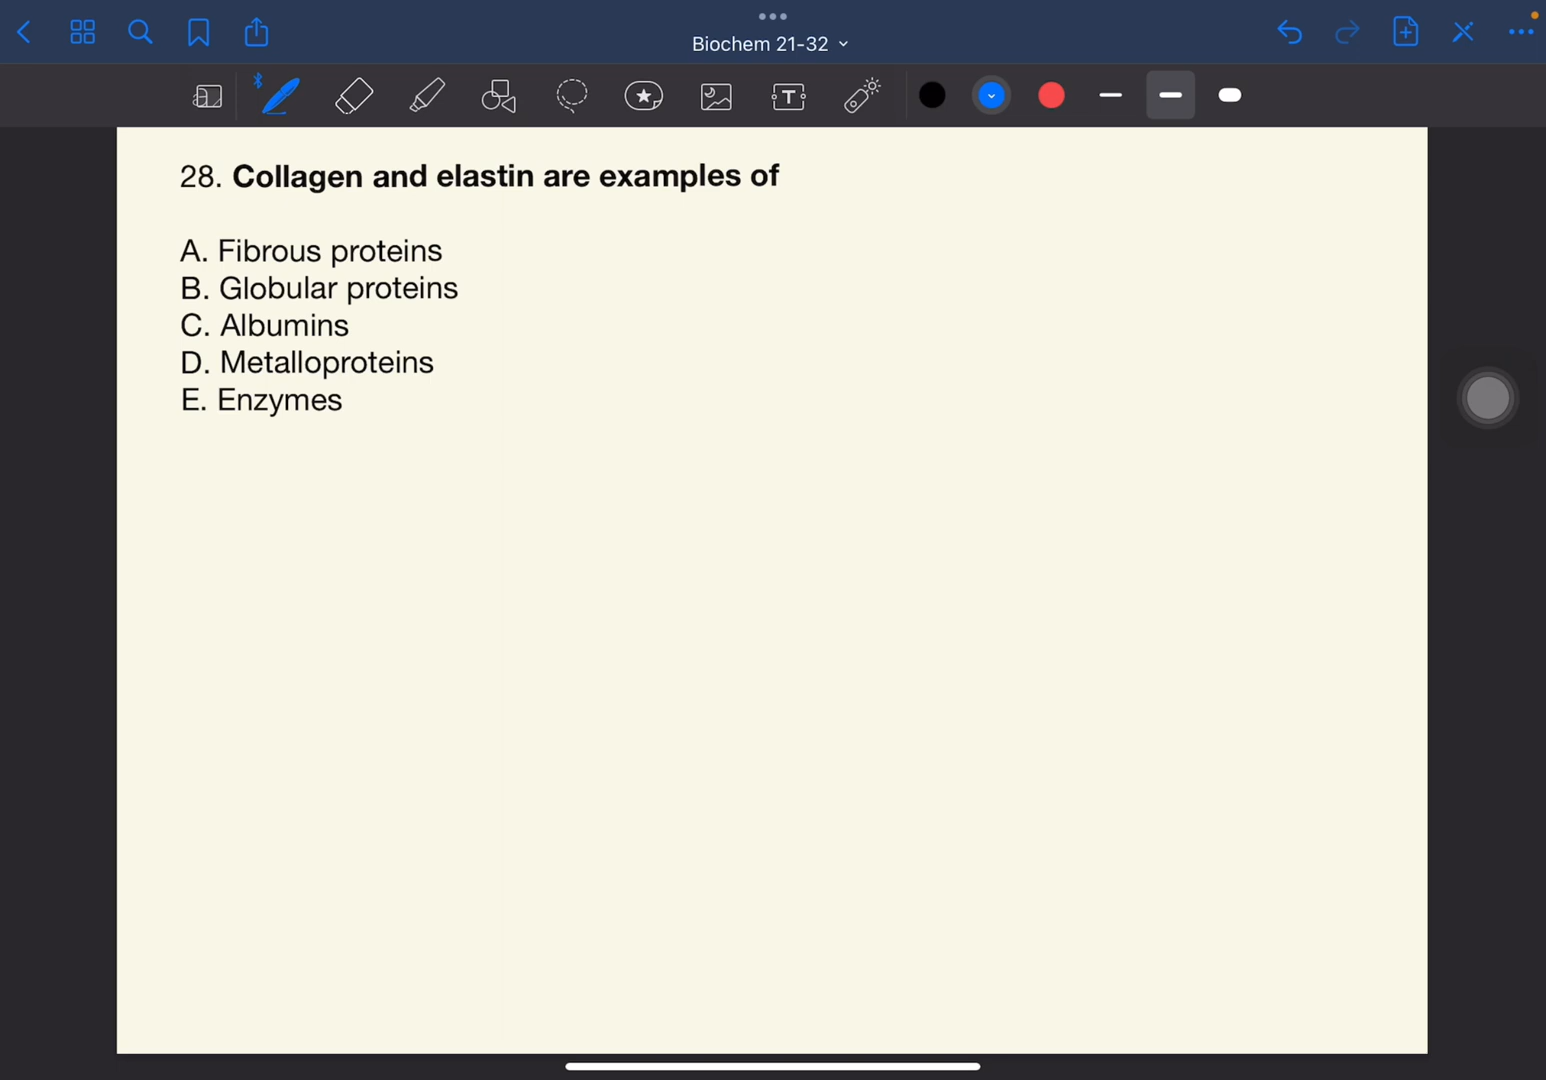 Biochem 21-32
28. Collagen and elastin are examples of
A. Fibrous proteins
B. Globular proteins
C. Albumins
D. Metalloproteins
E. Enzymes